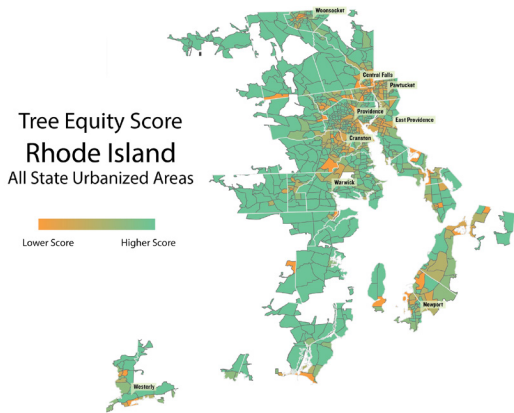 Woonsocket
Central Falls
Pawtucket
Tree Equity Score
Providence
East Providence
Rhode Island
Cranston
All State Urbanized Areas
Warwick
Lower Score
Higher Score
Newport
Westerly